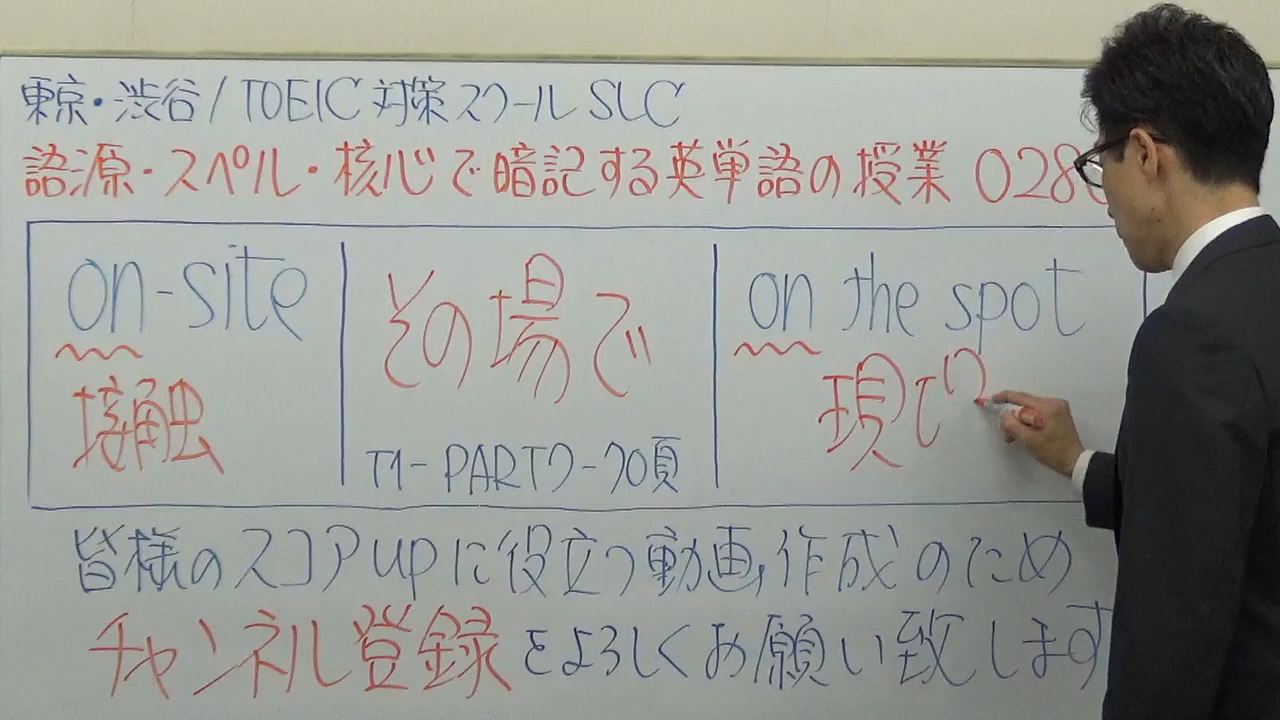 東京・渋谷/TOEIC対策スクールSLC
語源・スペル・核心で暗記する英単語の授業 028
on-site
接触
その場で
T1-PART7-70頁
on the spot
現
皆様のスコアupに役立つ動画作成のため
チャンネル登録をよろしくお願い致します